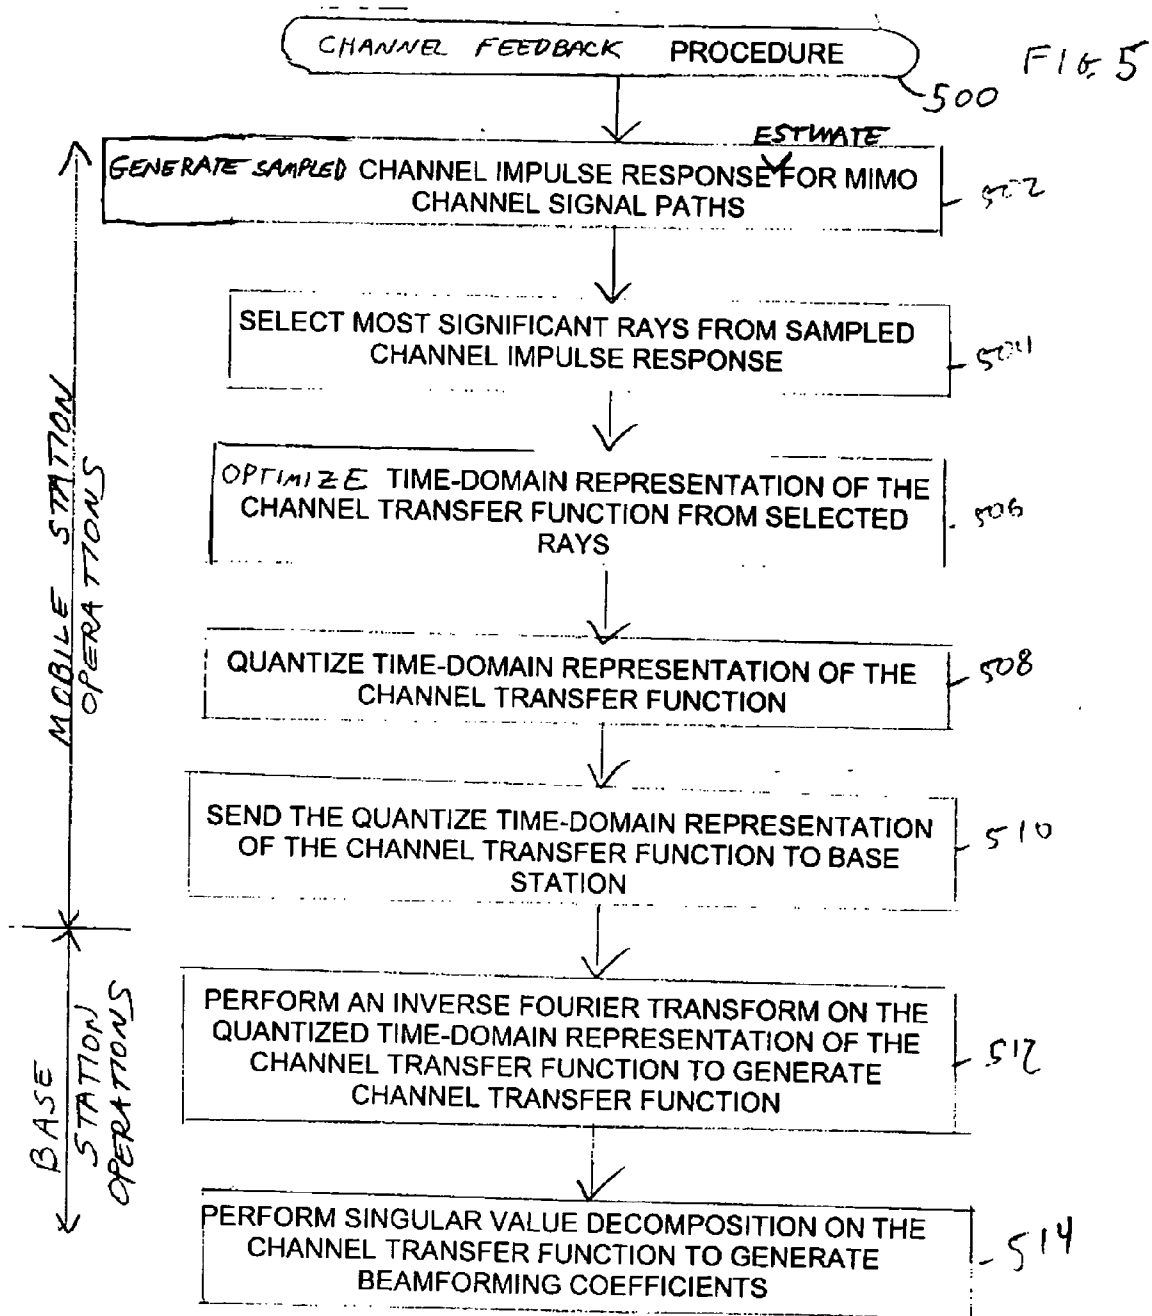 CHANNEL FEEDBACK PROCEDURE
FIG 5
500
ESTIMATE
GENERATE SAMPLED CHANNEL IMPULSE RESPONSE FOR MIMO
CHANNEL SIGNAL PATHS
502
SELECT MOST SIGNIFICANT RAYS FROM SAMPLED
CHANNEL IMPULSE RESPONSE
504
OPTIMIZE TIME-DOMAIN REPRESENTATION OF THE
CHANNEL TRANSFER FUNCTION FROM SELECTED
RAYS
506
QUANTIZE TIME-DOMAIN REPRESENTATION OF THE
CHANNEL TRANSFER FUNCTION
508
SEND THE QUANTIZE TIME-DOMAIN REPRESENTATION
OF THE CHANNEL TRANSFER FUNCTION TO BASE
STATION
510
MOBILE STATION
OPERATIONS
PERFORM AN INVERSE FOURIER TRANSFORM ON THE
QUANTIZED TIME-DOMAIN REPRESENTATION OF THE
CHANNEL TRANSFER FUNCTION TO GENERATE
CHANNEL TRANSFER FUNCTION
512
PERFORM SINGULAR VALUE DECOMPOSITION ON THE
CHANNEL TRANSFER FUNCTION TO GENERATE
BEAMFORMING COEFFICIENTS
514
BASE
STATION
OPERATIONS